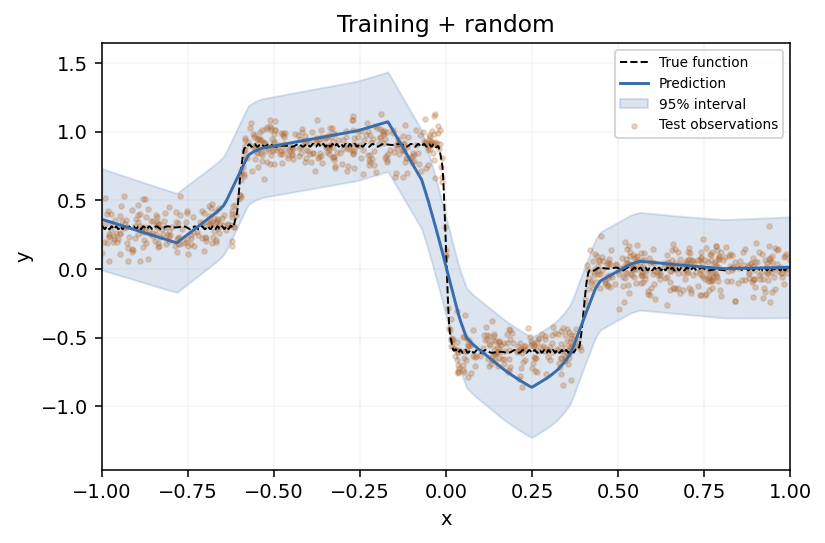 Training + random
True function
Prediction
95% interval
Test observations
y
1.5
1.0
0.5
0.0
−0.5
−1.0
−1.00 −0.75 −0.50 −0.25 0.00 0.25 0.50 0.75 1.00
x